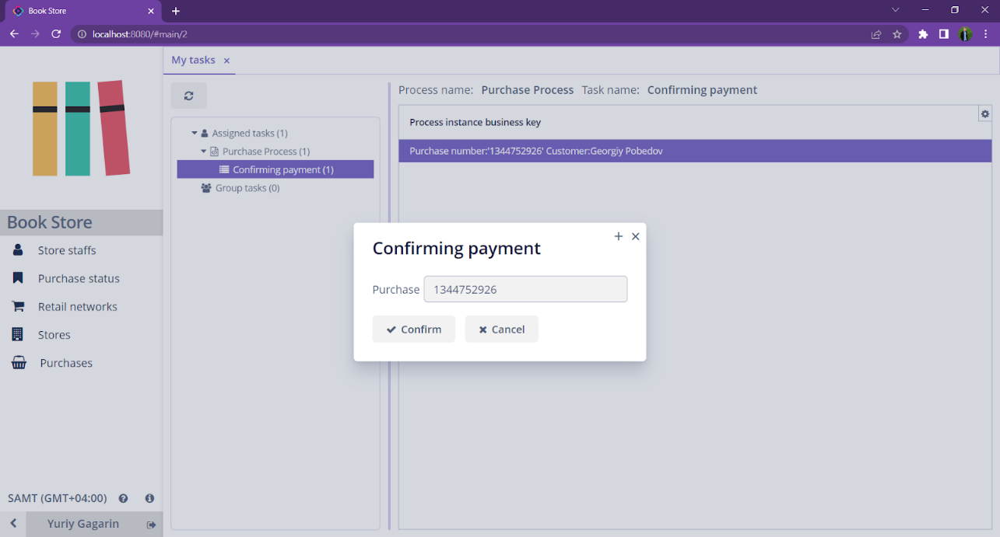 Book Store
localhost:8080/#main/2
My tasks
Process name: Purchase Process Task name: Confirming payment
Assigned tasks (1)
Purchase Process (1)
Confirming payment (1)
Group tasks (0)
Process instance business key
Purchase number:'1344752926' Customer:Georgiy Pobedov
Book Store
Store staffs
Purchase status
Retail networks
Stores
Purchases
Confirming payment
Purchase 1344752926
Confirm Cancel
SAMT (GMT+04:00)
Yuriy Gagarin